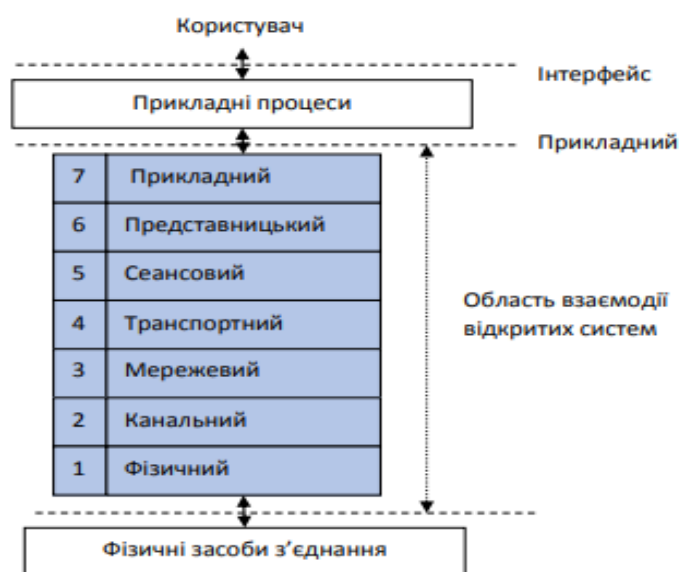 Користувач
Інтерфейс
Прикладні процеси
Прикладний
7 Прикладний
6 Представницький
5 Сеансовий
4 Транспортний
3 Мережевий
2 Канальний
1 Фізичний
Область взаємодії
відкритих систем
Фізичні засоби з’єднання